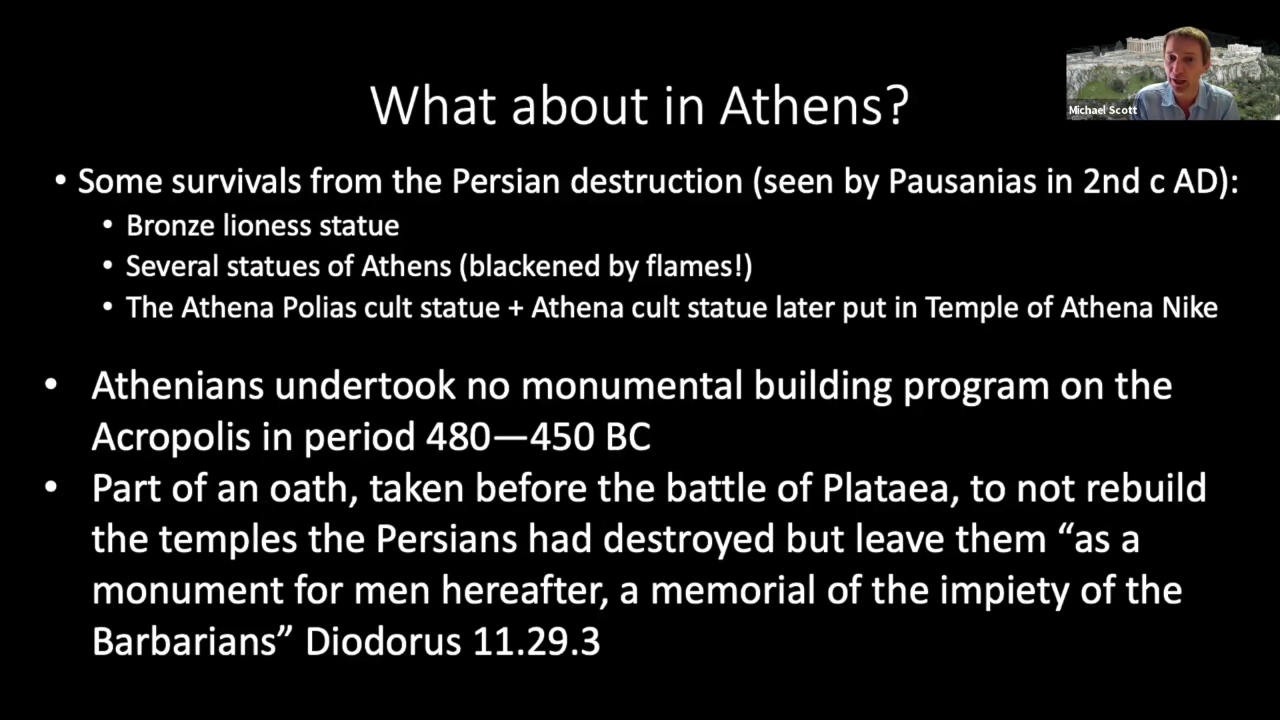 What about in Athens?
Michael Scott
• Some survivals from the Persian destruction (seen by Pausanias in 2nd c AD):
• Bronze lioness statue
• Several statues of Athens (blackened by flames!)
• The Athena Polias cult statue + Athena cult statue later put in Temple of Athena Nike
• Athenians undertook no monumental building program on the
Acropolis in period 480—450 BC
• Part of an oath, taken before the battle of Plataea, to not rebuild
the temples the Persians had destroyed but leave them “as a
monument for men hereafter, a memorial of the impiety of the
Barbarians” Diodorus 11.29.3